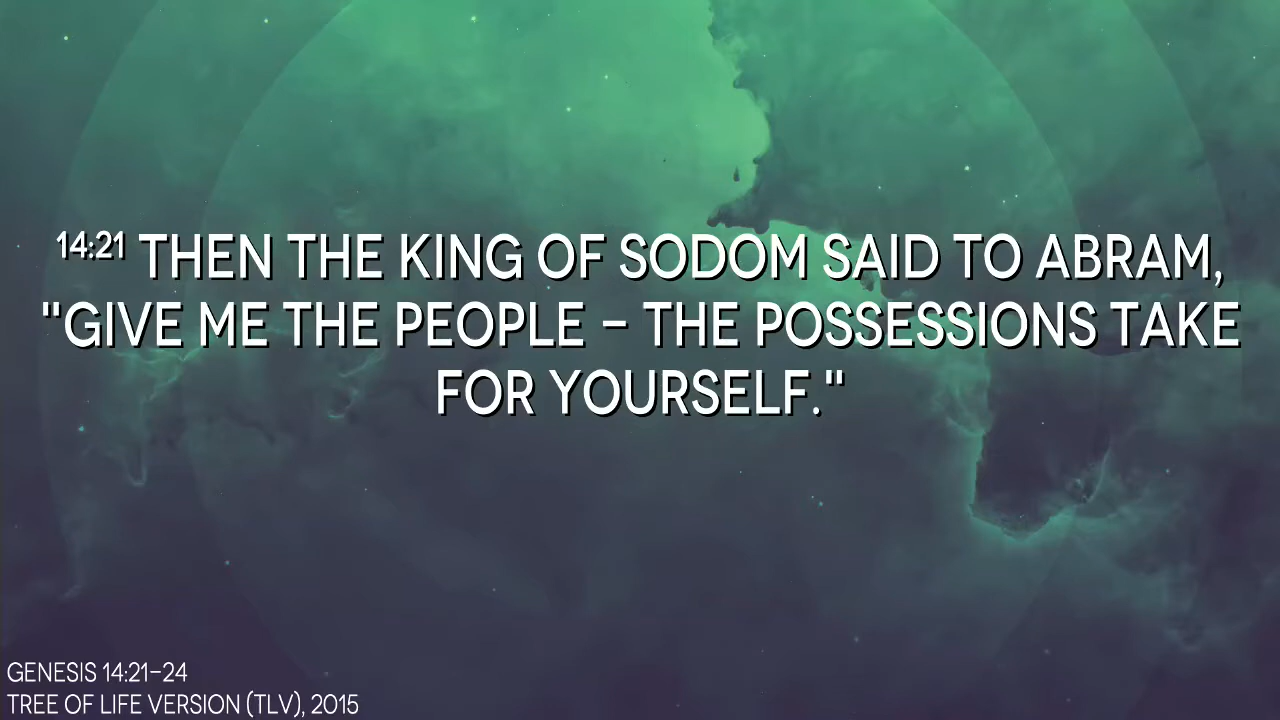 14:21 THEN THE KING OF SODOM SAID TO ABRAM,
"GIVE ME THE PEOPLE – THE POSSESSIONS TAKE
FOR YOURSELF."
GENESIS 14:21–24
TREE OF LIFE VERSION (TLV), 2015